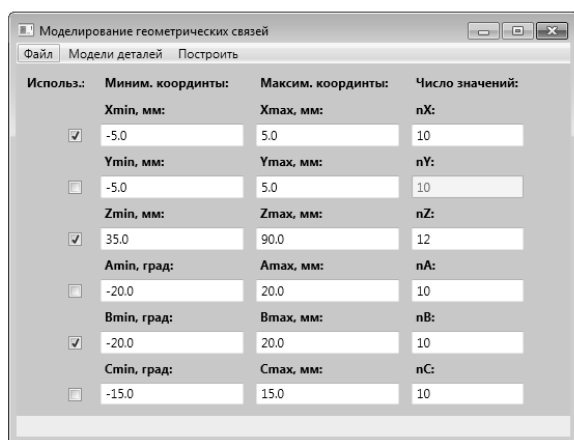 Моделирование геометрических связей
Файл Модели деталей Построить
Использ.: Миним. координты: Максим. координты: Число значений:
Xmin, мм: Xmax, мм: nX:
-5.0 5.0 10
Ymin, мм: Ymax, мм: nY:
-5.0 5.0 10
Zmin, мм: Zmax, мм: nZ:
35.0 90.0 12
Amin, град: Amax, мм: nA:
-20.0 20.0 10
Bmin, град: Bmax, мм: nB:
-20.0 20.0 10
Cmin, град: Cmax, мм: nC:
-15.0 15.0 10